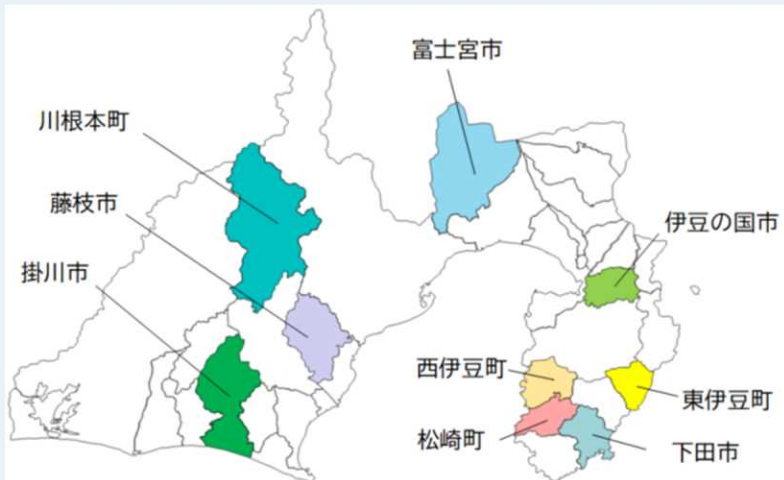 富士宮市
川根本町
藤枝市
伊豆の国市
掛川市
西伊豆町
東伊豆町
松崎町
下田市